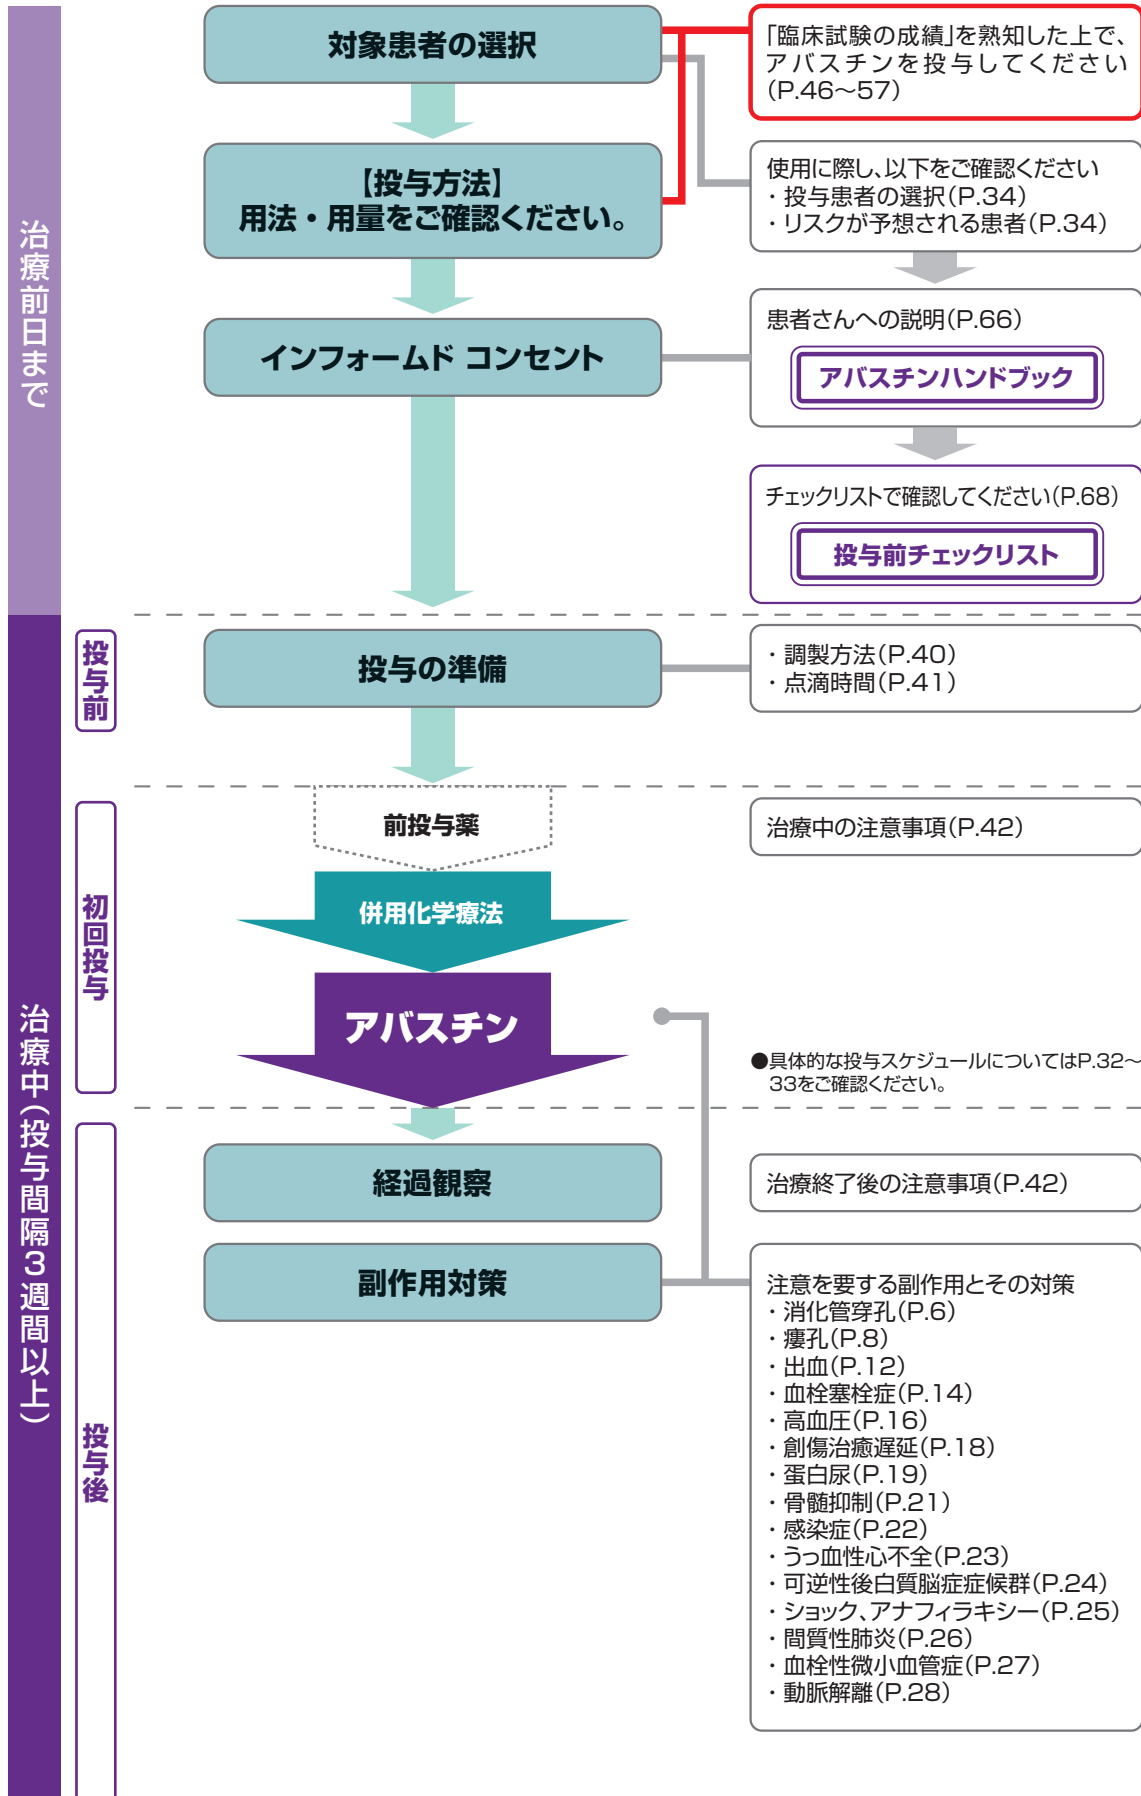 治療前日まで
対象患者の選択
「臨床試験の成績」を熟知した上で、
アバスチンを投与してください
(P.46～57)
【投与方法】
用法・用量をご確認ください。
使用に際し、以下をご確認ください
・投与患者の選択(P.34)
・リスクが予想される患者(P.34)
インフォームド コンセント
患者さんへの説明(P.66)
アバスチンハンドブック
チェックリストで確認してください(P.68)
投与前チェックリスト
治療中(投与間隔3週間以上)
投与前
投与の準備
・調製方法(P.40)
・点滴時間(P.41)
初回投与
前投与薬
治療中の注意事項(P.42)
併用化学療法
アバスチン
●具体的な投与スケジュールについてはP.32～
33をご確認ください。
投与後
経過観察
治療終了後の注意事項(P.42)
副作用対策
注意を要する副作用とその対策
・消化管穿孔(P.6)
・瘻孔(P.8)
・出血(P.12)
・血栓塞栓症(P.14)
・高血圧(P.16)
・創傷治癒遅延(P.18)
・蛋白尿(P.19)
・骨髄抑制(P.21)
・感染症(P.22)
・うっ血性心不全(P.23)
・可逆性後白質脳症症候群(P.24)
・ショック、アナフィラキシー(P.25)
・間質性肺炎(P.26)
・血栓性微小血管症(P.27)
・動脈解離(P.28)